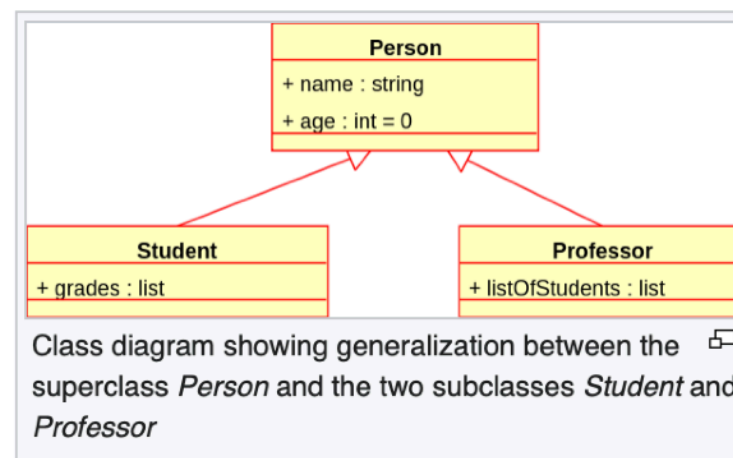 Person
+ name : string
+ age : int = 0
Student
+ grades : list
Professor
+ listOfStudents : list
Class diagram showing generalization between the
superclass Person and the two subclasses Student and
Professor